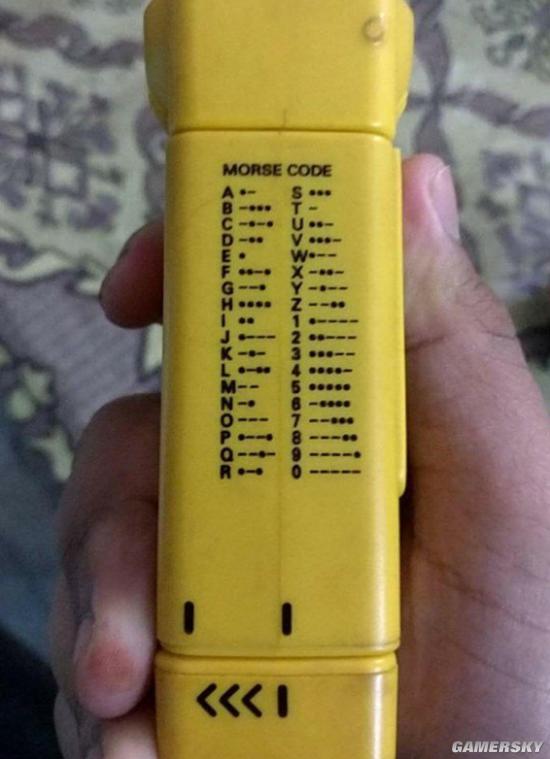 MORSE CODE
A •–
B –•••
C –•–•
D –••
E •
F ••–•
G ––•
H ••••
I ••
J •–––
K –•–
L •–••
M ––
N –•
O –––
P •––•
Q ––•–
R •–•
S •••
T –
U ••–
V •••–
W •––
X –••–
Y –•––
Z ––••
1 •––––
2 ••–––
3 •••––
4 ••••–
5 •••••
6 –••••
7 ––•••
8 –––••
9 ––––•
0 –––––
<<< I
GAMERSKY